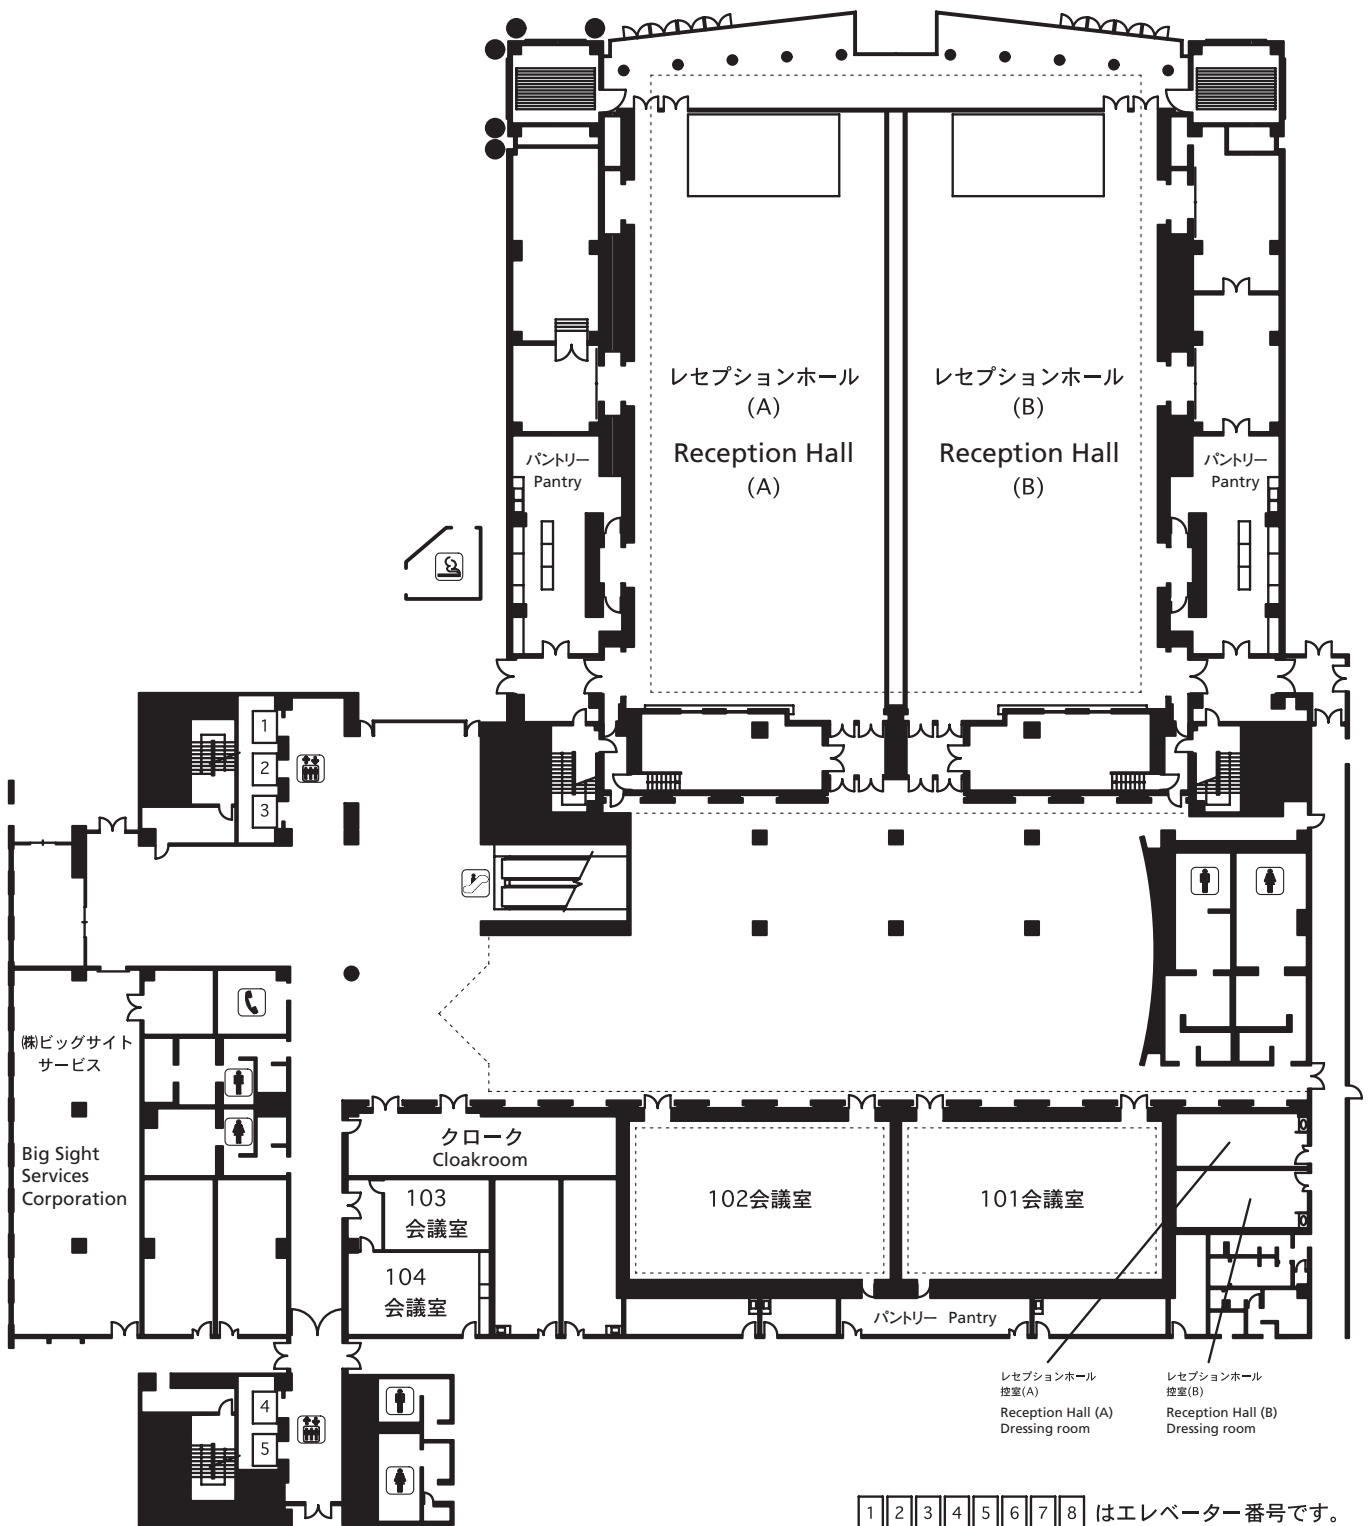 レセプションホール
(A)
Reception Hall
(A)
レセプションホール
(B)
Reception Hall
(B)
パントリー
Pantry
パントリー
Pantry
1
2
3
㈱ビッグサイト
サービス
Big Sight
Services
Corporation
クローク
Cloakroom
103
会議室
104
会議室
102会議室
101会議室
パントリー Pantry
レセプションホール
控室(A)
Reception Hall (A)
Dressing room
レセプションホール
控室(B)
Reception Hall (B)
Dressing room
4
5
1 2 3 4 5 6 7 8 はエレベーター番号です。